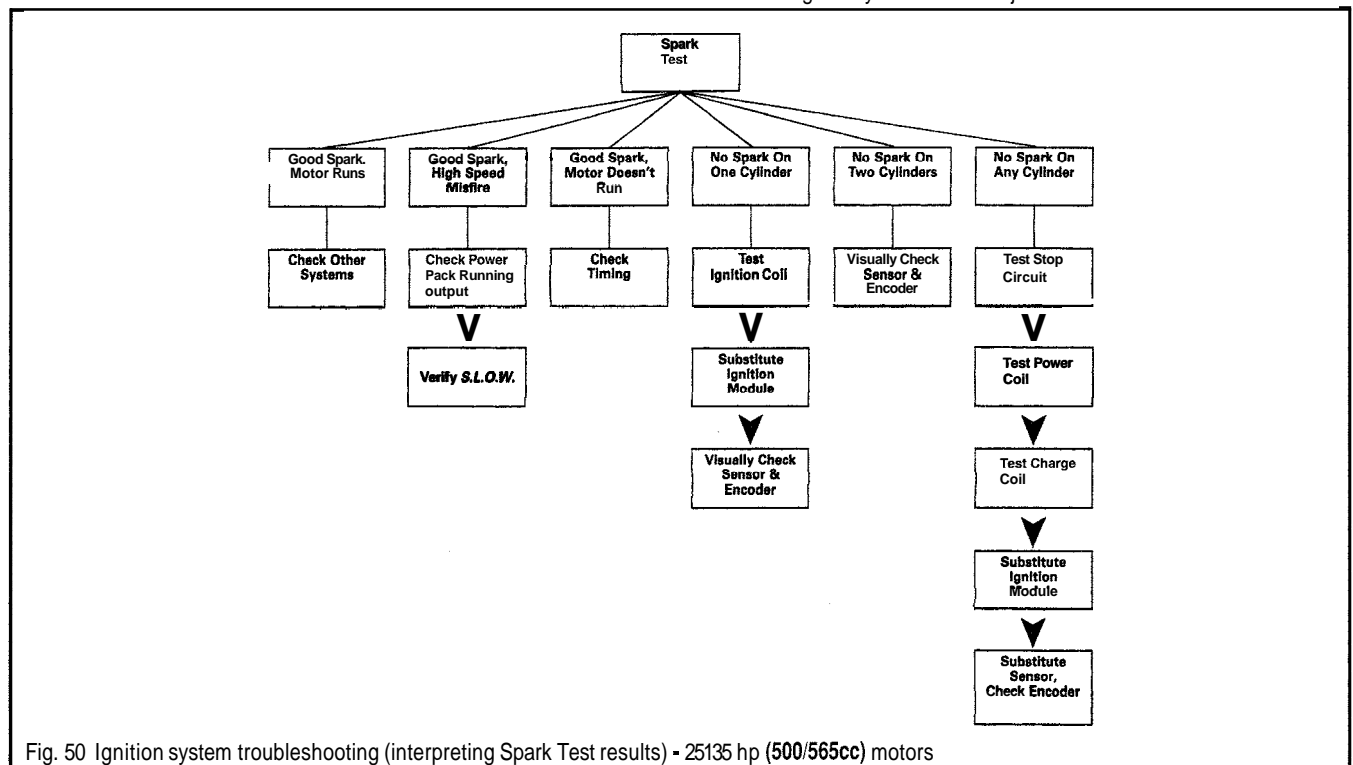 Spark
Test
Good Spark.
Motor Runs
Good Spark,
High Speed
Misfire
Good Spark,
Motor Doesn't
Run
No Spark On
One Cylinder
No Spark On
Two Cylinders
No Spark On
Any Cylinder
Check Other
Systems
Check Power
Pack Running
output
Check
Timing
Test
Ignition Coil
Visually Check
Sensor &
Encoder
Test Stop
Circuit
Verify S.L.O.W.
Substitute
Ignition
Module
Test Power
Coil
Visually Check
Sensor &
Encoder
Test Charge
Coil
Substitute
Ignition
Module
Substitute
Sensor,
Check Encoder
Fig. 50 Ignition system troubleshooting (interpreting Spark Test results) - 25135 hp (500/565cc) motors